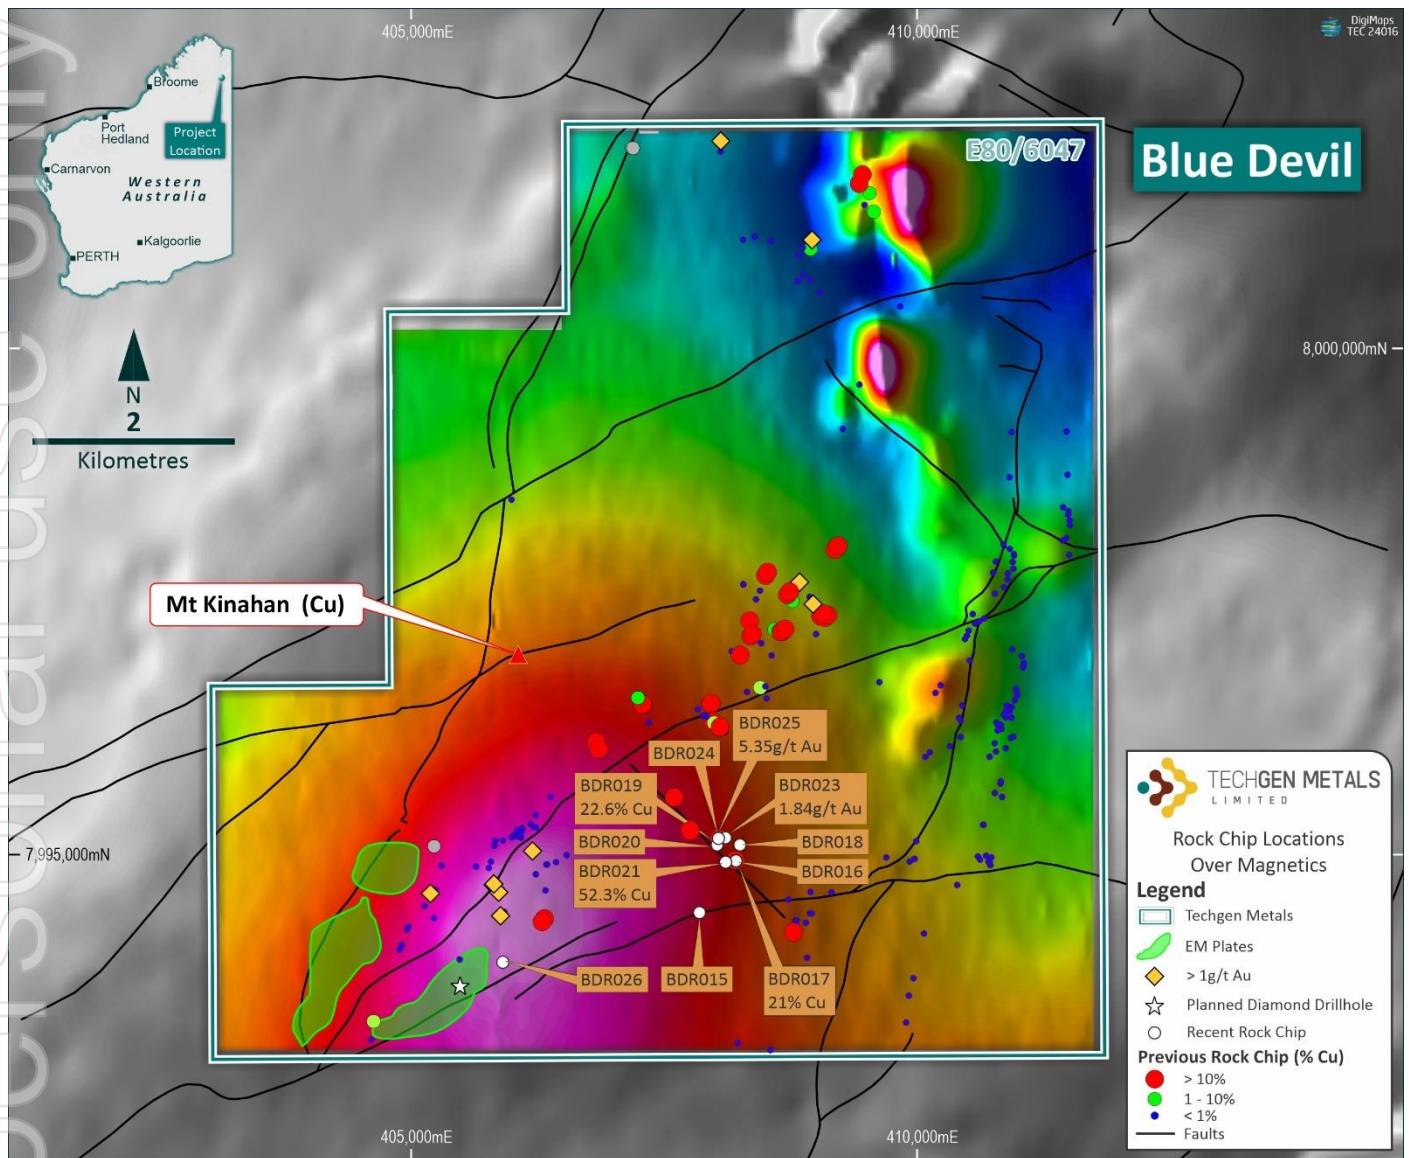 405,000mE
410,000mE
DigiMaps
TEC 24016
Broome
Port
Hedland
Project
Location
Carnarvon
Western
Australia
Kalgoorlie
PERTH
E80/6047
Blue Devil
N
2
Kilometres
8,000,000mN
Mt Kinahan (Cu)
BDR025
5.35g/t Au
BDR024
BDR019
22.6% Cu
BDR023
1.84g/t Au
BDR020
BDR018
BDR021
52.3% Cu
BDR016
7,995,000mN
BDR026
BDR015
BDR017
21% Cu
TECHGEN METALS
LIMITED
Rock Chip Locations
Over Magnetics
Legend
Techgen Metals
EM Plates
> 1g/t Au
Planned Diamond Drillhole
Recent Rock Chip
Previous Rock Chip (% Cu)
> 10%
1 - 10%
< 1%
Faults
405,000mE
410,000mE
personal use only